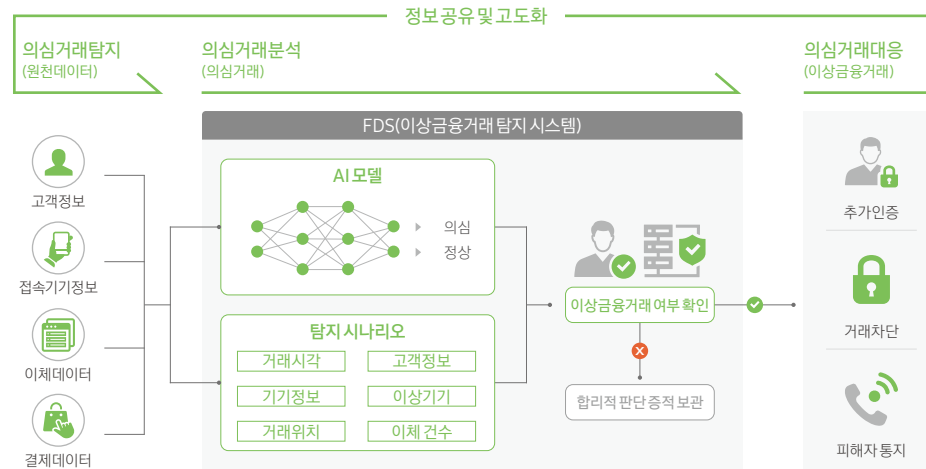 정보공유 및 고도화
의심거래탐지
(원천데이터)
의심거래분석
(의심거래)
의심거래대응
(이상금융거래)
FDS(이상금융거래 탐지 시스템)
고객정보
접속기기정보
이체데이터
결제데이터
AI 모델
의심
정상
탐지 시나리오
거래시각
고객정보
기기정보
이상기기
거래위치
이체 건수
이상금융거래 여부 확인
합리적 판단 증적 보관
추가인증
거래차단
피해자 통지